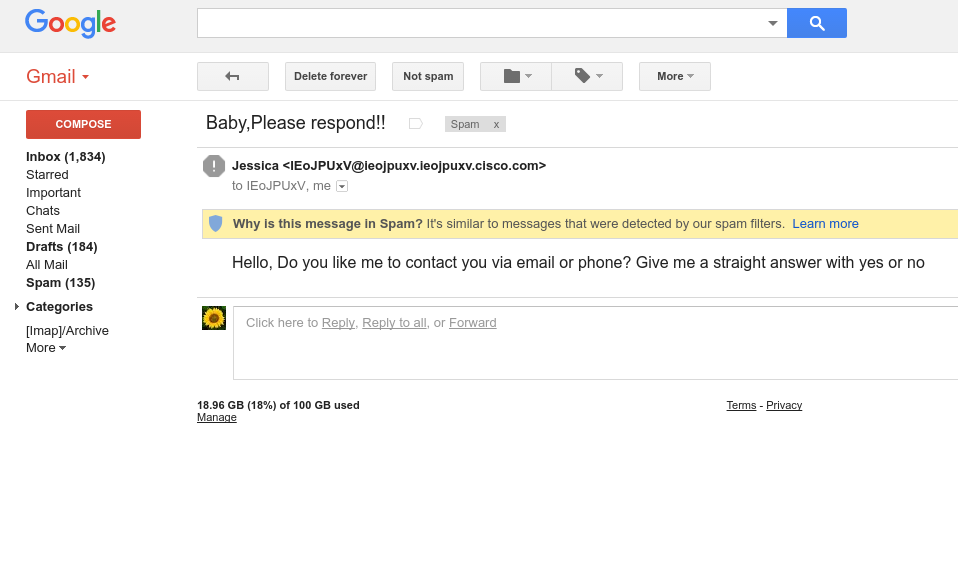 Google
Gmail
Delete forever
Not spam
More
COMPOSE
Baby,Please respond!!
Spam x
Inbox (1,834)
Starred
Important
Chats
Sent Mail
Drafts (184)
All Mail
Spam (135)
Categories
[Imap]/Archive
More
Jessica <IEoJPUxV@ieojpuxv.ieojpuxv.cisco.com>
to IEoJPUxV, me
Why is this message in Spam? It's similar to messages that were detected by our spam filters. Learn more
Hello, Do you like me to contact you via email or phone? Give me a straight answer with yes or no
Click here to Reply, Reply to all, or Forward
18.96 GB (18%) of 100 GB used
Manage
Terms - Privacy